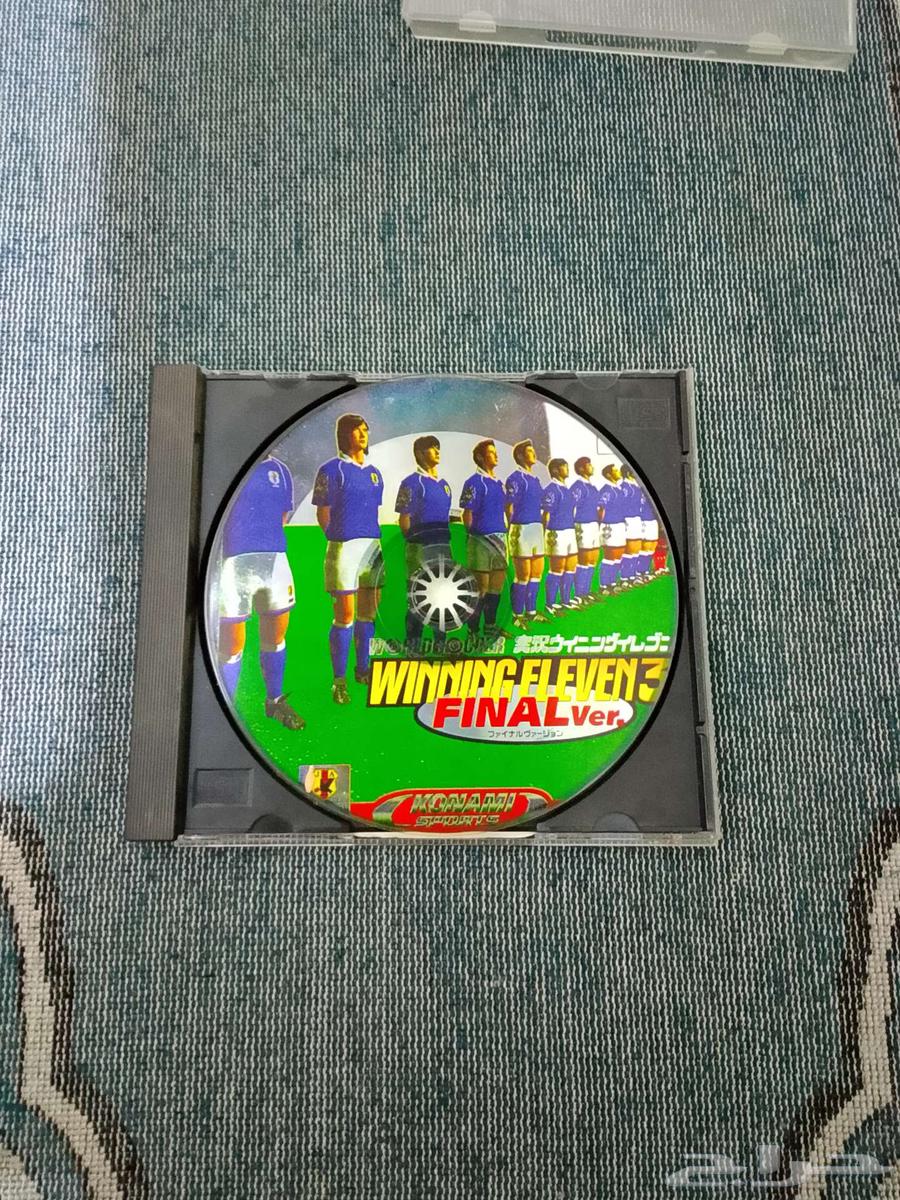 WORLD SOCCER 実況ウイニングイレブン
WINNING ELEVEN 3
FINAL Ver.
ファイナルヴァージョン
KONAMI
SPORTS
حراج